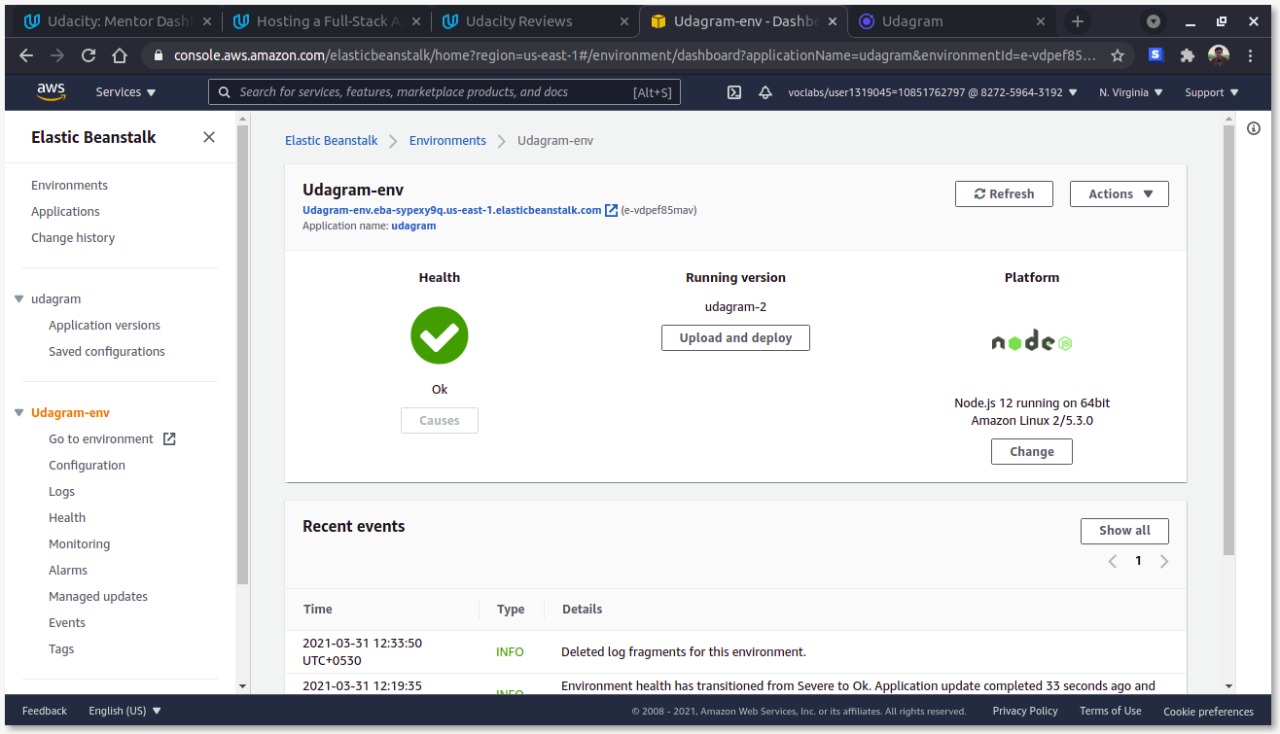 Udacity: Mentor Dash
Hosting a Full-Stack A
Udacity Reviews
Udagram-env - Dashbo
Udagram
console.aws.amazon.com/elasticbeanstalk/home?region=us-east-1#/environment/dashboard?applicationName=udagram&environmentId=e-vdpef85...
S
aws
Services
Search for services, features, marketplace products, and docs
[Alt+S]
voclabs/user1319045=10851762797 @ 8272-5964-3192
N. Virginia
Support
Elastic Beanstalk
Environments
Applications
Change history
udagram
Application versions
Saved configurations
Udagram-env
Go to environment
Configuration
Logs
Health
Monitoring
Alarms
Managed updates
Events
Tags
Elastic Beanstalk
Environments
Udagram-env
Udagram-env
Udagram-env.eba-sypexy9q.us-east-1.elasticbeanstalk.com (e-vdpef85mav)
Application name: udagram
Refresh
Actions
Health
Ok
Causes
Running version
udagram-2
Upload and deploy
Platform
node JS
Node.js 12 running on 64bit
Amazon Linux 2/5.3.0
Change
Recent events
Show all
1
Time
Type
Details
2021-03-31 12:33:50
UTC+0530
INFO
Deleted log fragments for this environment.
2021-03-31 12:19:35
INFO
Environment health has transitioned from Severe to Ok. Application update completed 33 seconds ago and
Feedback
English (US)
© 2008 - 2021, Amazon Web Services, Inc. or its affiliates. All rights reserved.
Privacy Policy
Terms of Use
Cookie preferences